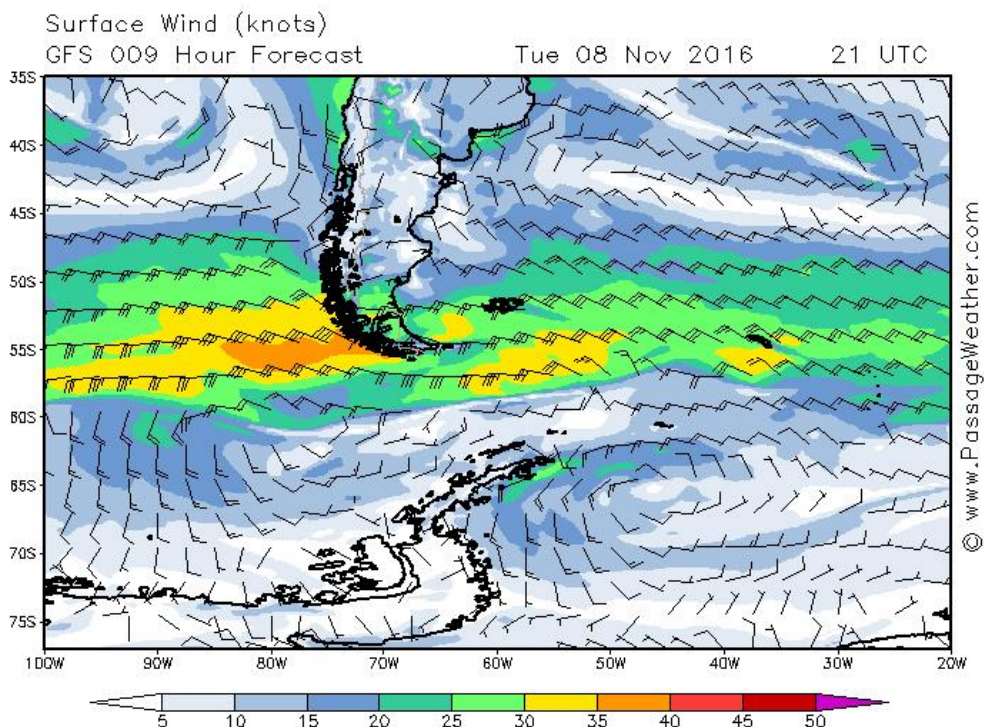 Surface Wind (knots)
GFS 009 Hour Forecast Tue 08 Nov 2016 21 UTC
35S
40S
45S
50S
55S
60S
65S
70S
75S
100W 90W 80W 70W 60W 50W 40W 30W 20W
5 10 15 20 25 30 35 40 45 50
© www.PassageWeather.com